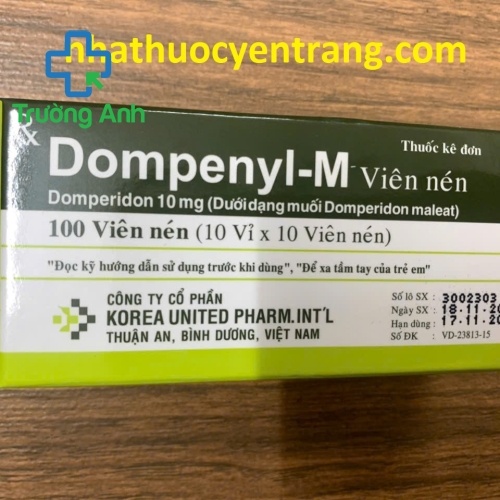 nhathuocyentrang.com
Trường Anh
Rx
Thuốc kê đơn
Dompenyl-M Viên nén
Domperidon 10 mg (Dưới dạng muối Domperidon maleat)
100 Viên nén (10 Vỉ x 10 Viên nén)
"Đọc kỹ hướng dẫn sử dụng trước khi dùng", "Để xa tầm tay của trẻ em"
CÔNG TY CỔ PHẦN
KOREA UNITED PHARM. INT'L
THUẬN AN, BÌNH DƯƠNG, VIỆT NAM
Số lô SX : 3002303
Ngày SX : 18.11.20
Hạn dùng : 17.11.20
Số ĐK : VD-23813-15